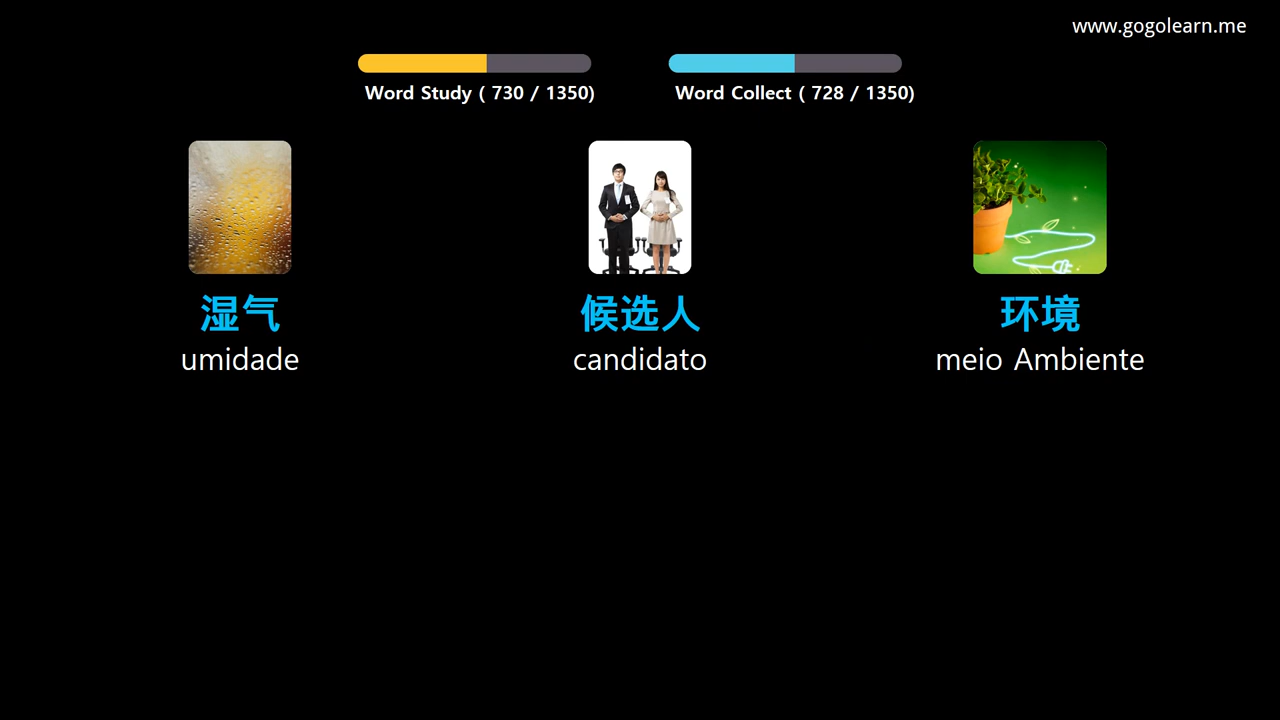 www.gogolearn.me
Word Study ( 730 / 1350)
Word Collect ( 728 / 1350)
湿气
候选人
环境
umidade
candidato
meio Ambiente